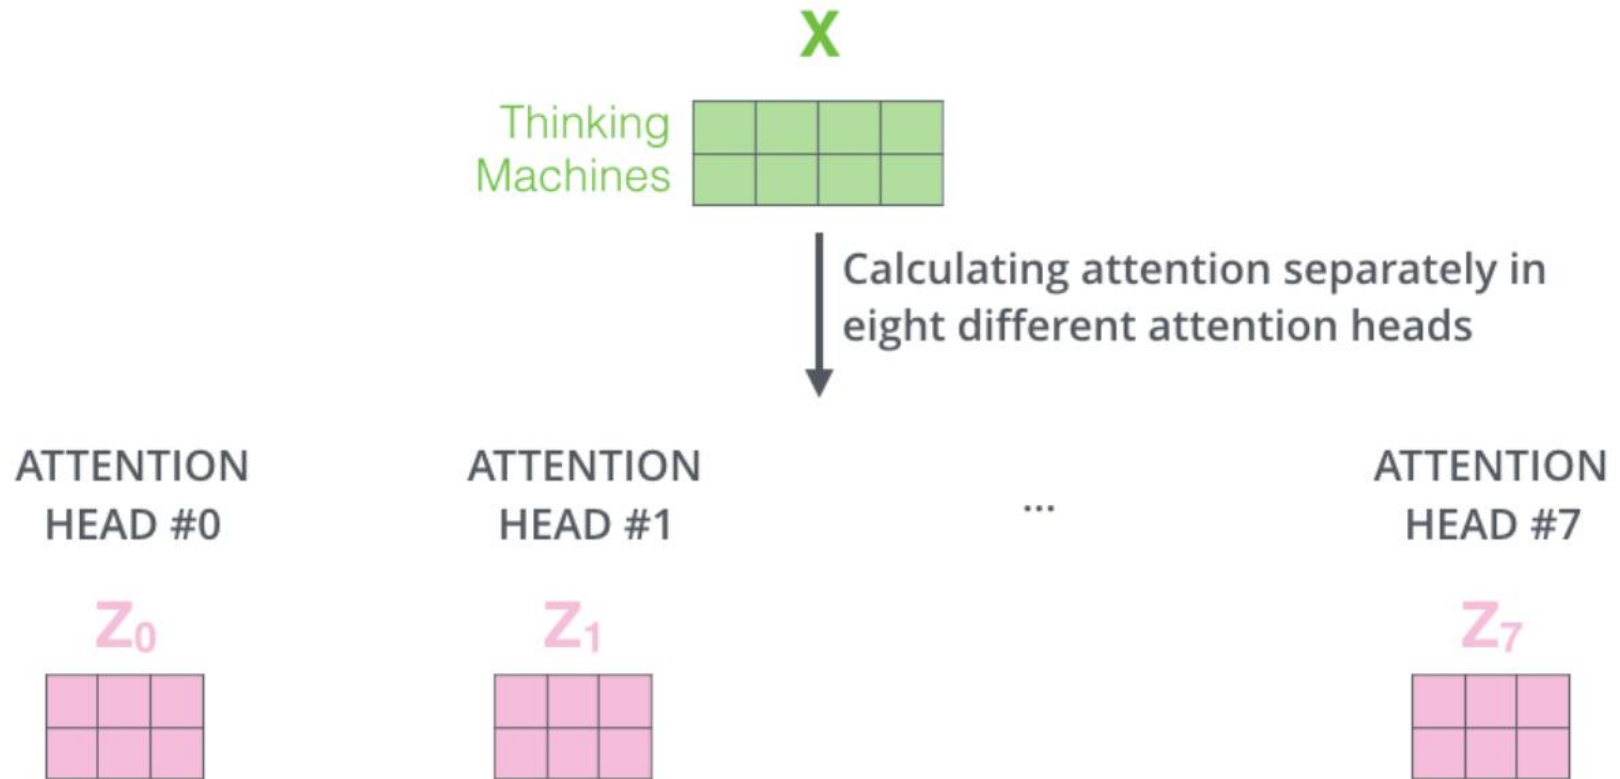 X
Thinking
Machines
Calculating attention separately in
eight different attention heads
ATTENTION
HEAD #0
ATTENTION
HEAD #1
...
ATTENTION
HEAD #7
Z0
Z1
Z7